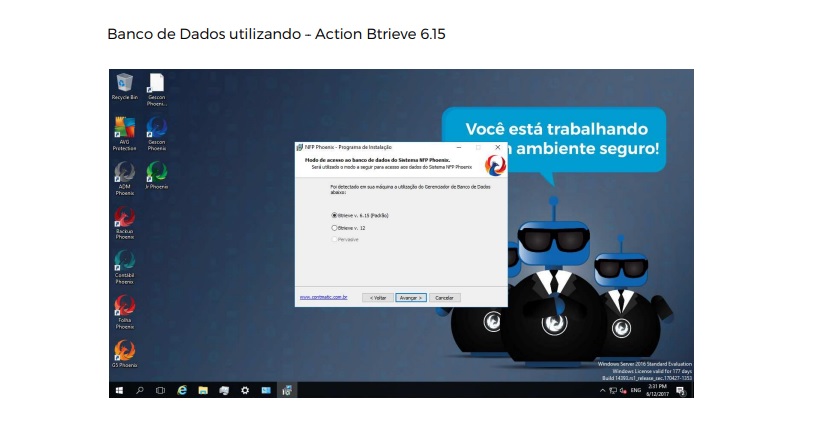 Banco de Dados utilizando – Action Btrieve 6.15
Recycle Bin
Gescon
Phoeni...
AVG
Protection
Gescon
Phoenix
ADM
Phoenix
Jr Phoenix
Backup
Phoenix
Contábil
Phoenix
Folha
Phoenix
G5 Phoenix
Você está trabalhando
ambiente seguro!
NFP Phoenix - Programa de Instalação
Modo de acesso ao banco de dados do Sistema NFP Phoenix.
Será utilizado o modo a seguir para acesso aos dados do Sistema NFP Phoenix
Foi detectado em sua máquina a utilização do Gerenciador de Banco de Dados
abaixo:
Btrieve v. 6.15 (Padrão)
Btrieve v. 12
Pervasive
www.contmatic.com.br
< Voltar
Avançar >
Cancelar
Windows Server 2016 Standard Evaluation
Windows License valid for 177 days
Build 14393.rs1_release_sec.170427-1353
ENG
2:31 PM
6/12/2017